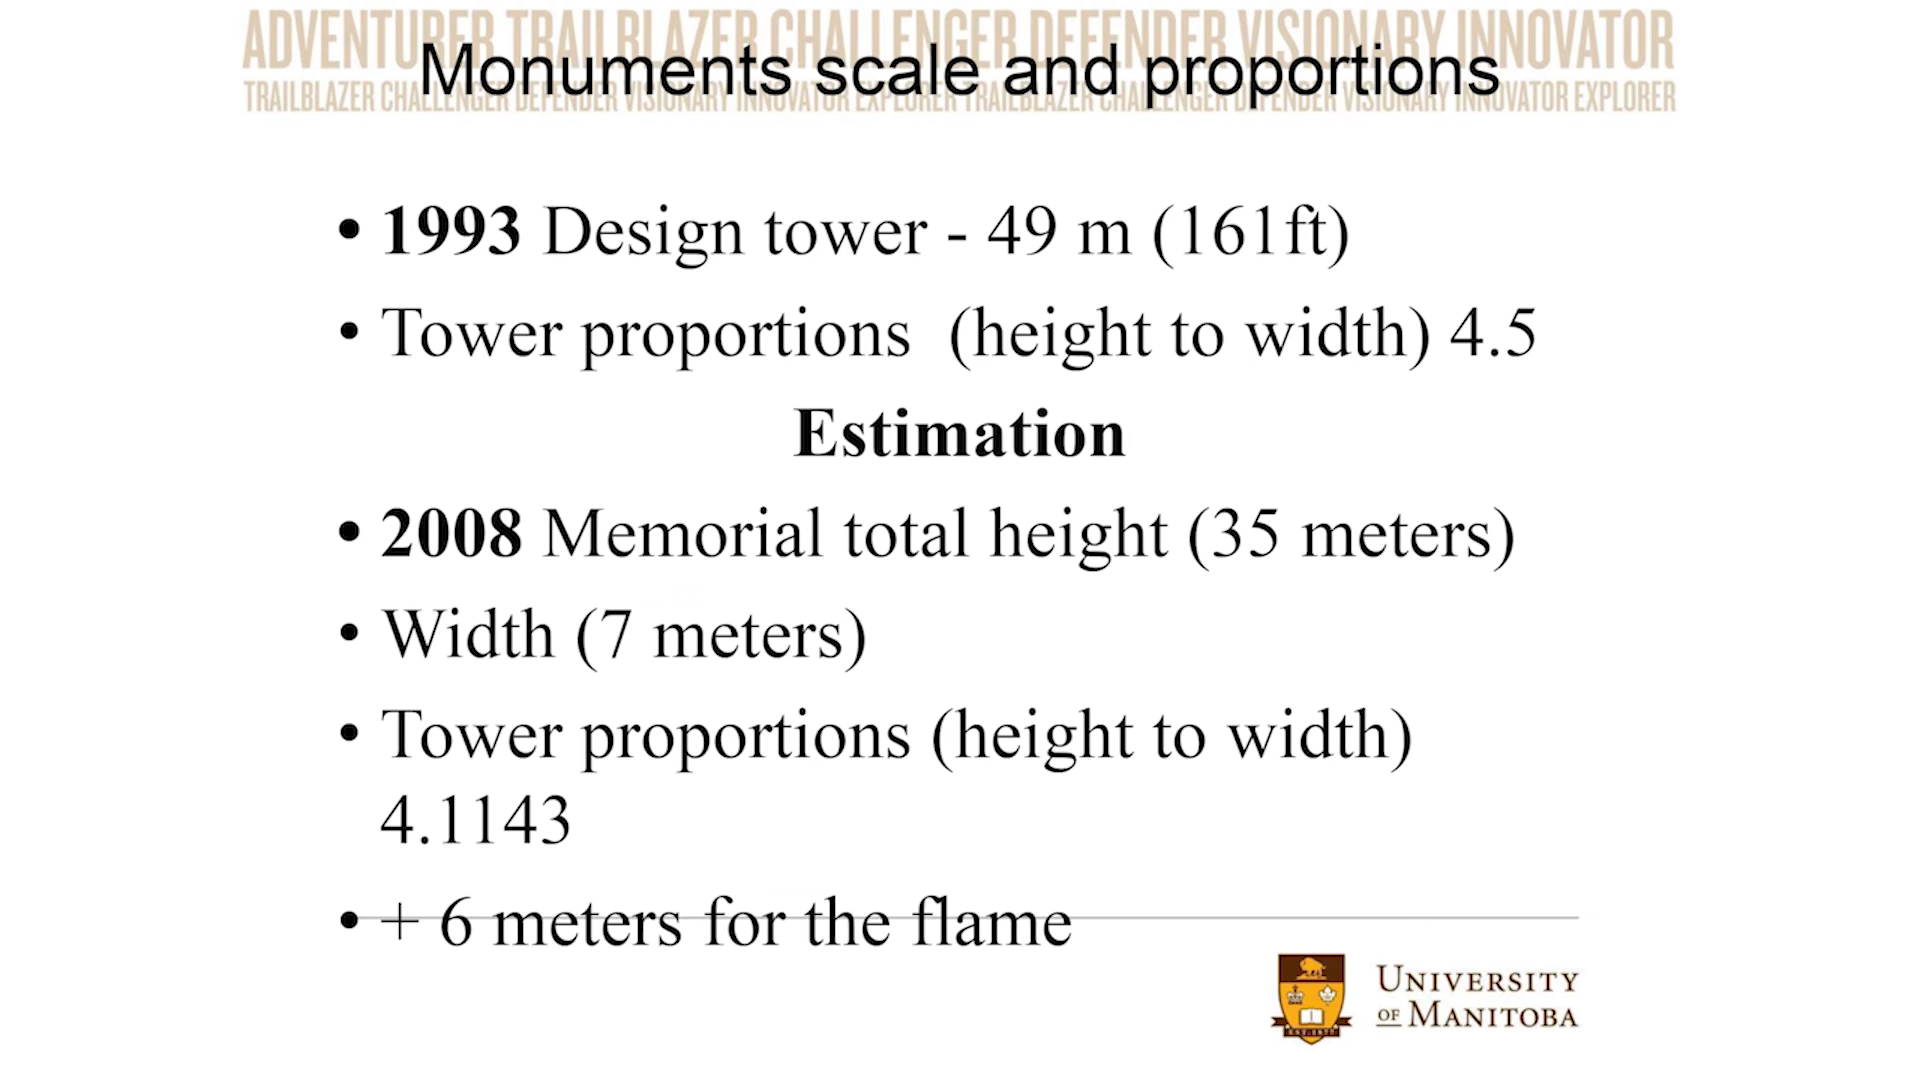 ADVENTURER TRAILBLAZER CHALLENGER DEFENDER VISIONARY INNOVATOR
Monuments scale and proportions
TRAILBLAZER CHALLENGER DEFENDER VISIONARY INNOVATOR EXPLORER TRAILBLAZER CHALLENGER DEFENDER VISIONARY INNOVATOR EXPLORER
• 1993 Design tower - 49 m (161ft)
• Tower proportions  (height to width) 4.5
Estimation
• 2008 Memorial total height (35 meters)
• Width (7 meters)
• Tower proportions (height to width)
4.1143
• + 6 meters for the flame
UNIVERSITY
OF MANITOBA